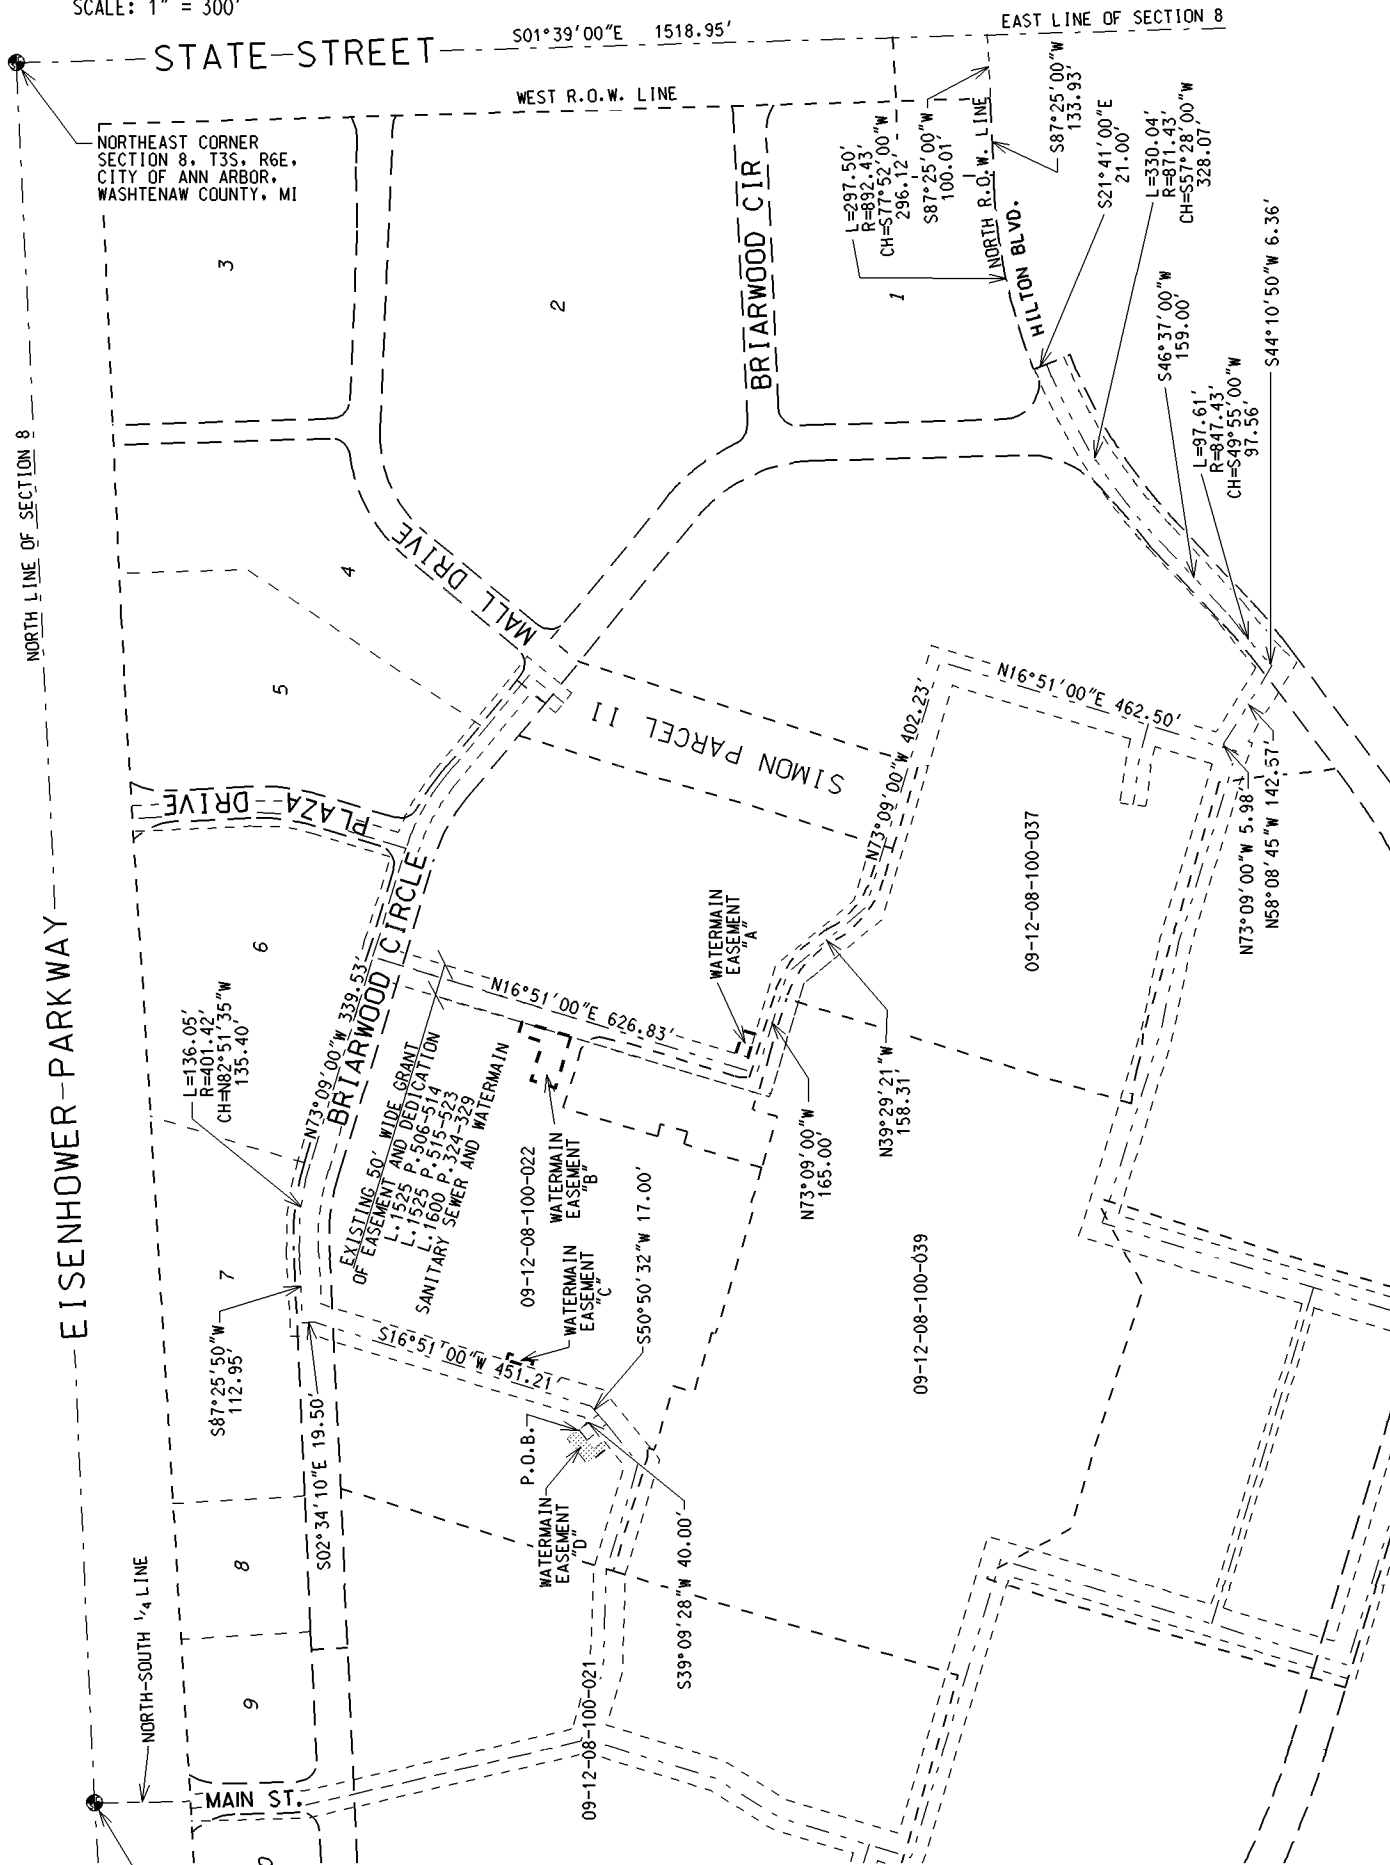 SCALE: 1" = 300'
STATE STREET
S01°39'00"E 1518.95'
EAST LINE OF SECTION 8
WEST R.O.W. LINE
NORTHEAST CORNER
SECTION 8, T3S, R6E,
CITY OF ANN ARBOR,
WASHTENAW COUNTY, MI
NORTH LINE OF SECTION 8
EISENHOWER PARKWAY
3
2
1
BRIARWOOD CIR
L=297.50'
R=892.43'
CH=S77°52'00"W
296.12'
S87°25'00"W
100.01'
NORTH R.O.W. LINE
HILTON BLVD.
S87°25'00"W
133.93'
S21°41'00"E
21.00'
L=330.04'
R=871.43'
CH=S57°28'00"W
328.07'
S46°37'00"W
159.00'
L=97.61'
R=847.43'
CH=S49°55'00"W
97.56'
S44°10'50"W 6.36'
4
MALL DRIVE
5
SIMON PARCEL II
N16°51'00"E 462.50'
N73°09'00"W 402.23'
PLAZA DRIVE
N73°09'00"W 5.98'
N58°08'45"W 142.57'
09-12-08-100-037
6
BRIARWOOD CIRCLE
N73°09'00"W 339.53'
L=136.05'
R=401.42'
CH=N82°51'35"W
135.40'
WATERMAIN
EASEMENT
"A"
N16°51'00"E 626.83'
EXISTING 50' WIDE GRANT
OF EASEMENT AND DEDICATION
L.1525 P.506-514
L.1525 P.515-523
L.1600 P.324-329
SANITARY SEWER AND WATERMAIN
N39°29'21"W
158.31'
N73°09'00"W
165.00'
09-12-08-100-022
WATERMAIN
EASEMENT
"B"
WATERMAIN
EASEMENT
"C"
S50°50'32"W 17.00'
09-12-08-100-039
7
S87°25'50"W
112.95'
S16°51'00"W 451.21'
S02°34'10"E 19.50'
P.O.B.
WATERMAIN
EASEMENT
"D"
S39°09'28"W 40.00'
8
NORTH-SOUTH 1/4 LINE
9
09-12-08-100-021
MAIN ST.